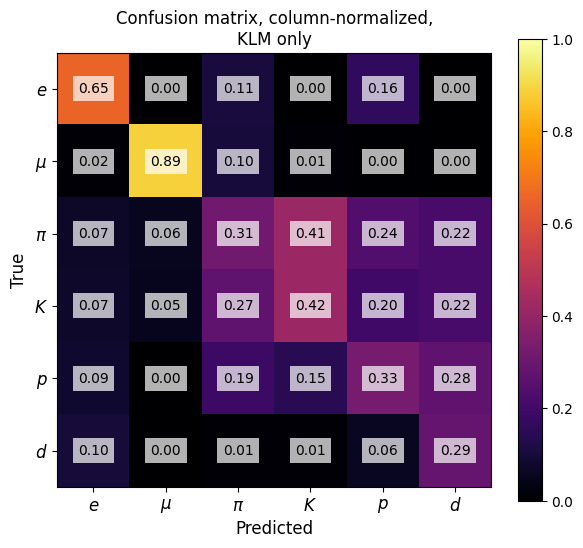 Confusion matrix, column-normalized,
KLM only
1.0
e 0.65 0.00 0.11 0.00 0.16 0.00
0.8
μ 0.02 0.89 0.10 0.01 0.00 0.00
0.6
π 0.07 0.06 0.31 0.41 0.24 0.22
True
K 0.07 0.05 0.27 0.42 0.20 0.22
0.4
p 0.09 0.00 0.19 0.15 0.33 0.28
0.2
d 0.10 0.00 0.01 0.01 0.06 0.29
0.0
e μ π K p d
Predicted